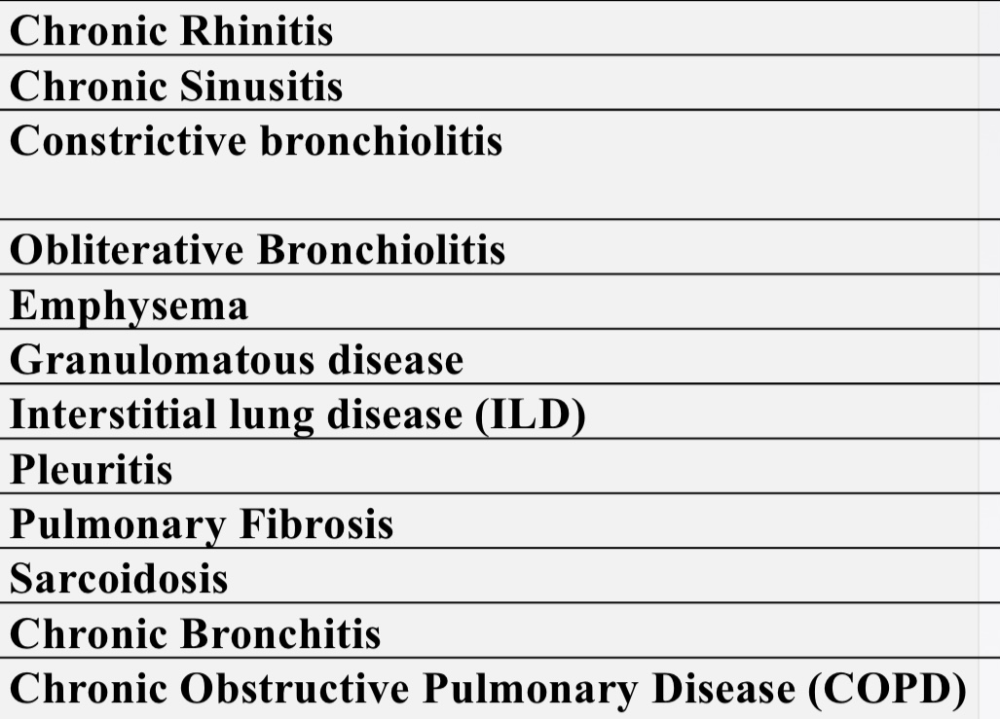 Chronic Rhinitis
Chronic Sinusitis
Constrictive bronchiolitis
Obliterative Bronchiolitis
Emphysema
Granulomatous disease
Interstitial lung disease (ILD)
Pleuritis
Pulmonary Fibrosis
Sarcoidosis
Chronic Bronchitis
Chronic Obstructive Pulmonary Disease (COPD)